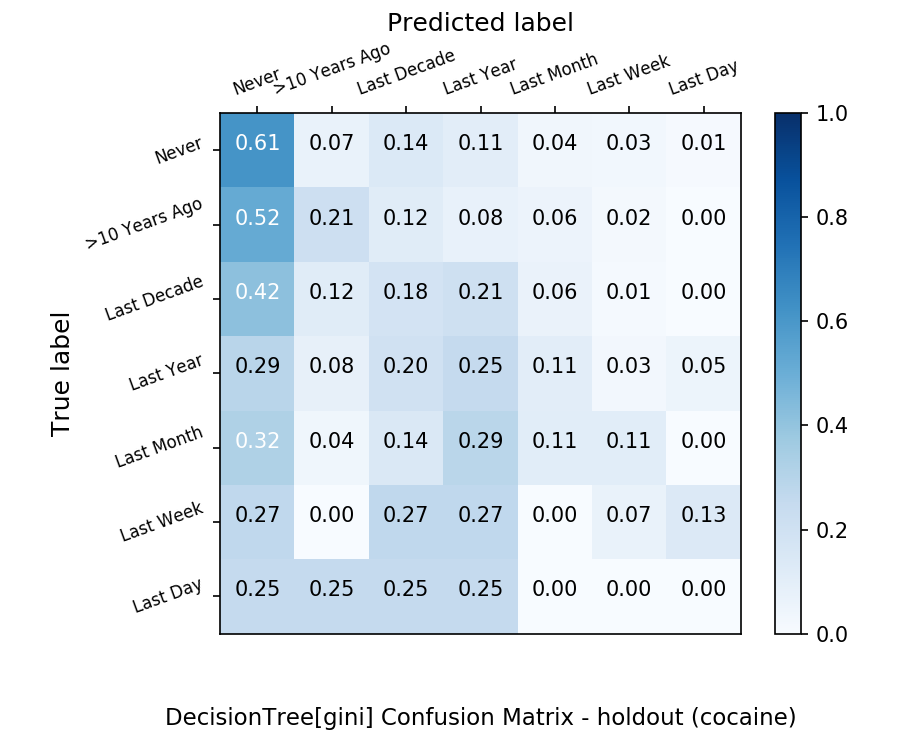 Predicted label
Never >10 Years Ago Last Decade Last Year Last Month Last Week Last Day
1.0
Never 0.61 0.07 0.14 0.11 0.04 0.03 0.01
0.8
>10 Years Ago 0.52 0.21 0.12 0.08 0.06 0.02 0.00
Last Decade 0.42 0.12 0.18 0.21 0.06 0.01 0.00
0.6
True label
Last Year 0.29 0.08 0.20 0.25 0.11 0.03 0.05
0.4
Last Month 0.32 0.04 0.14 0.29 0.11 0.11 0.00
Last Week 0.27 0.00 0.27 0.27 0.00 0.07 0.13
0.2
Last Day 0.25 0.25 0.25 0.25 0.00 0.00 0.00
0.0
DecisionTree[gini] Confusion Matrix - holdout (cocaine)